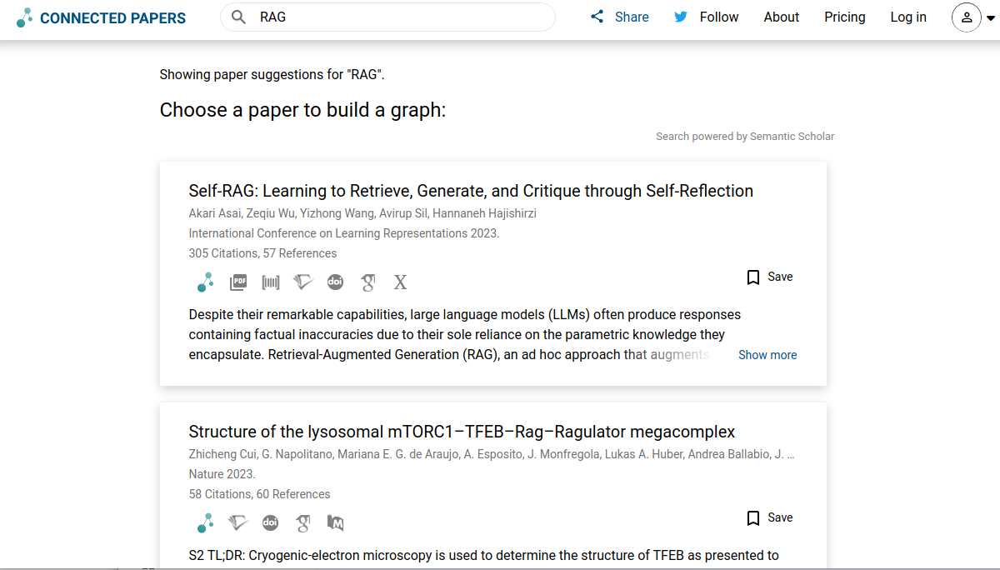 CONNECTED PAPERS
RAG
Share
Follow
About
Pricing
Log in
Showing paper suggestions for "RAG".
Choose a paper to build a graph:
Search powered by Semantic Scholar
Self-RAG: Learning to Retrieve, Generate, and Critique through Self-Reflection
Akari Asai, Zeqiu Wu, Yizhong Wang, Avirup Sil, Hannaneh Hajishirzi
International Conference on Learning Representations 2023.
305 Citations, 57 References
PDF
doi
g
X
Save
Despite their remarkable capabilities, large language models (LLMs) often produce responses
containing factual inaccuracies due to their sole reliance on the parametric knowledge they
encapsulate. Retrieval-Augmented Generation (RAG), an ad hoc approach that augments
Show more
Structure of the lysosomal mTORC1–TFEB–Rag–Ragulator megacomplex
Zhicheng Cui, G. Napolitano, Mariana E. G. de Araujo, A. Esposito, J. Monfregola, Lukas A. Huber, Andrea Ballabio, J. ...
Nature 2023.
58 Citations, 60 References
doi
g
M
Save
S2 TL;DR: Cryogenic-electron microscopy is used to determine the structure of TFEB as presented to